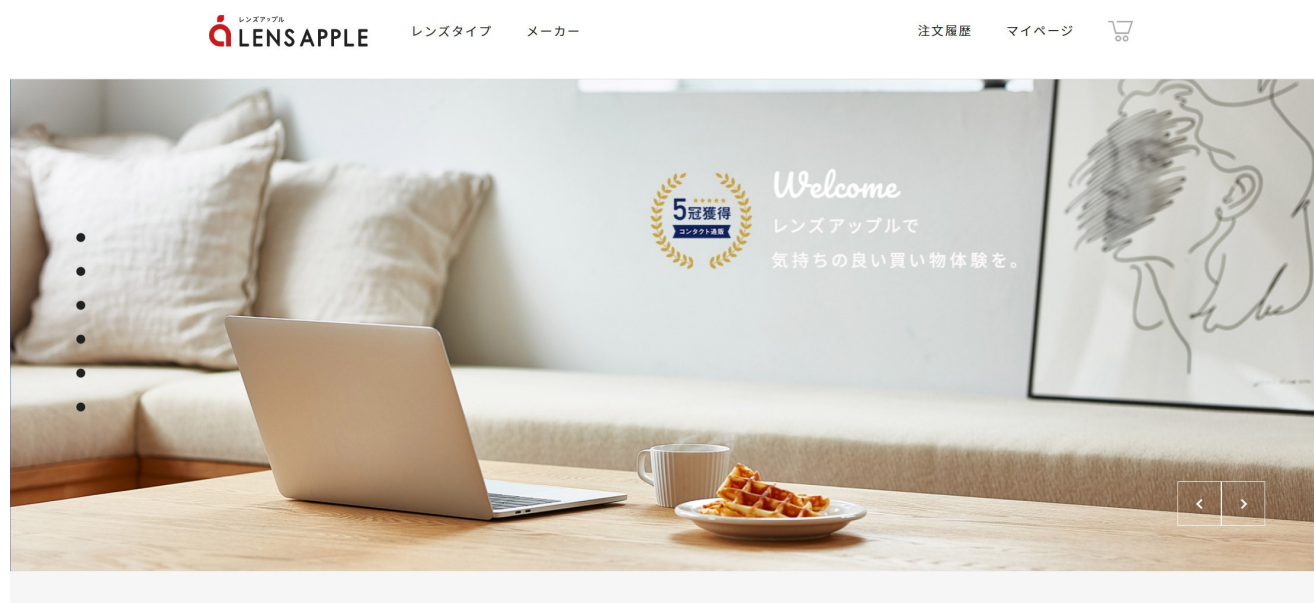 レンズアップル
LENSAPPLE
レンズタイプ
メーカー
注文履歴
マイページ
5冠獲得
コンタクト通販
Welcome
レンズアップルで
気持ちの良い買い物体験を。